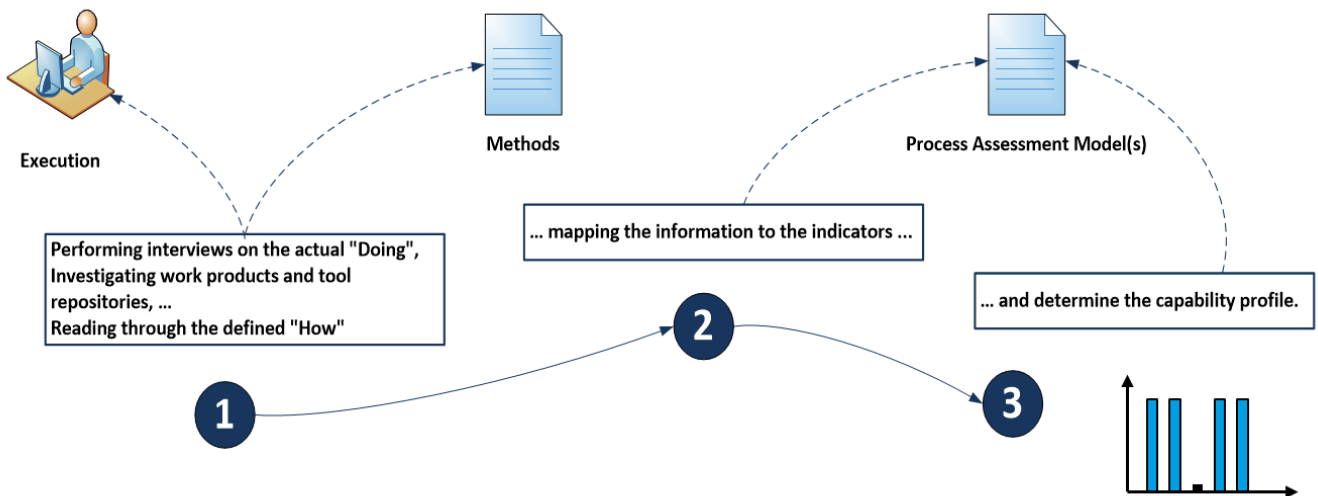 Execution
Methods
Process Assessment Model(s)
Performing interviews on the actual "Doing",
Investigating work products and tool
repositories, ...
Reading through the defined "How"
... mapping the information to the indicators ...
... and determine the capability profile.
1
2
3